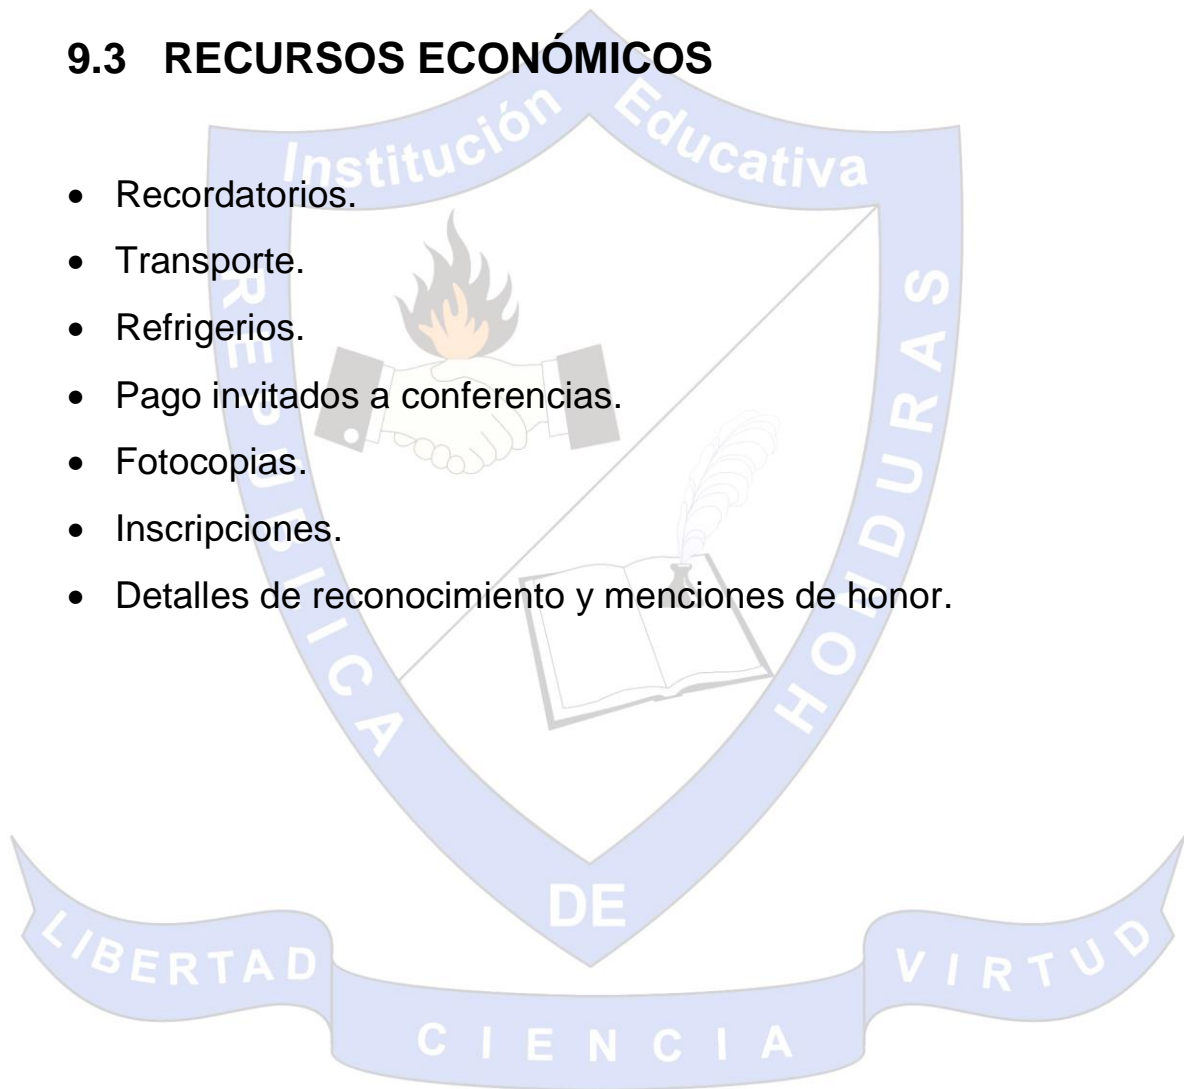 9.3 RECURSOS ECONÓMICOS
Institución Educativa
REPUBLICA
DE
HONDURAS
• Recordatorios.
• Transporte.
• Refrigerios.
• Pago invitados a conferencias.
• Fotocopias.
• Inscripciones.
• Detalles de reconocimiento y menciones de honor.
LIBERTAD
CIENCIA
VIRTUD